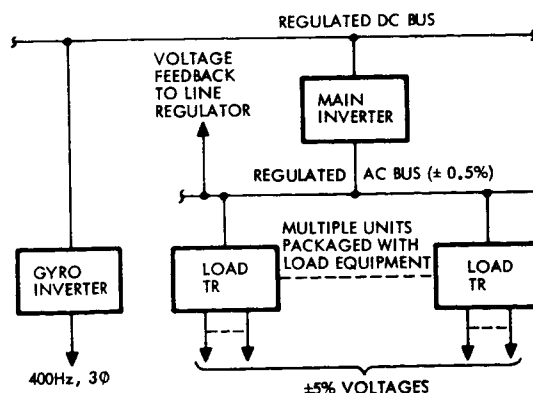 REGULATED DC BUS
VOLTAGE
FEEDBACK
TO LINE
REGULATOR
MAIN
INVERTER
REGULATED AC BUS (± 0.5%)
MULTIPLE UNITS
PACKAGED WITH
LOAD EQUIPMENT
GYRO
INVERTER
LOAD
TR
LOAD
TR
400Hz, 3Ø
±5% VOLTAGES